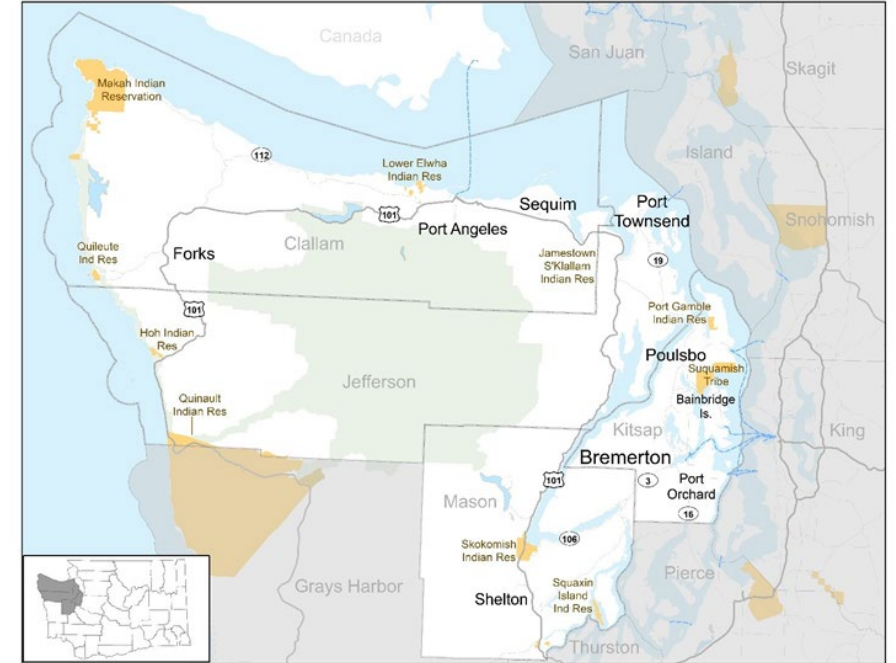 Canada
San Juan
Skagit
Makah Indian
Reservation
112
Island
Lower Elwha
Indian Res
Sequim
Port
Townsend
Snohomish
101
Port Angeles
Clallam
Forks
Quileute
Ind Res
Jamestown
S'Klallam
Indian Res
19
101
Port Gamble
Indian Res
Hoh Indian
Res
Poulsbo
Suquamish
Tribe
Jefferson
Bainbridge
Is.
Quinault
Indian Res
Kitsap
King
Bremerton
101
3
Port
Orchard
Mason
16
106
Skokomish
Indian Res
Pierce
Grays Harbor
Squaxin
Island
Ind Res
Shelton
Thurston